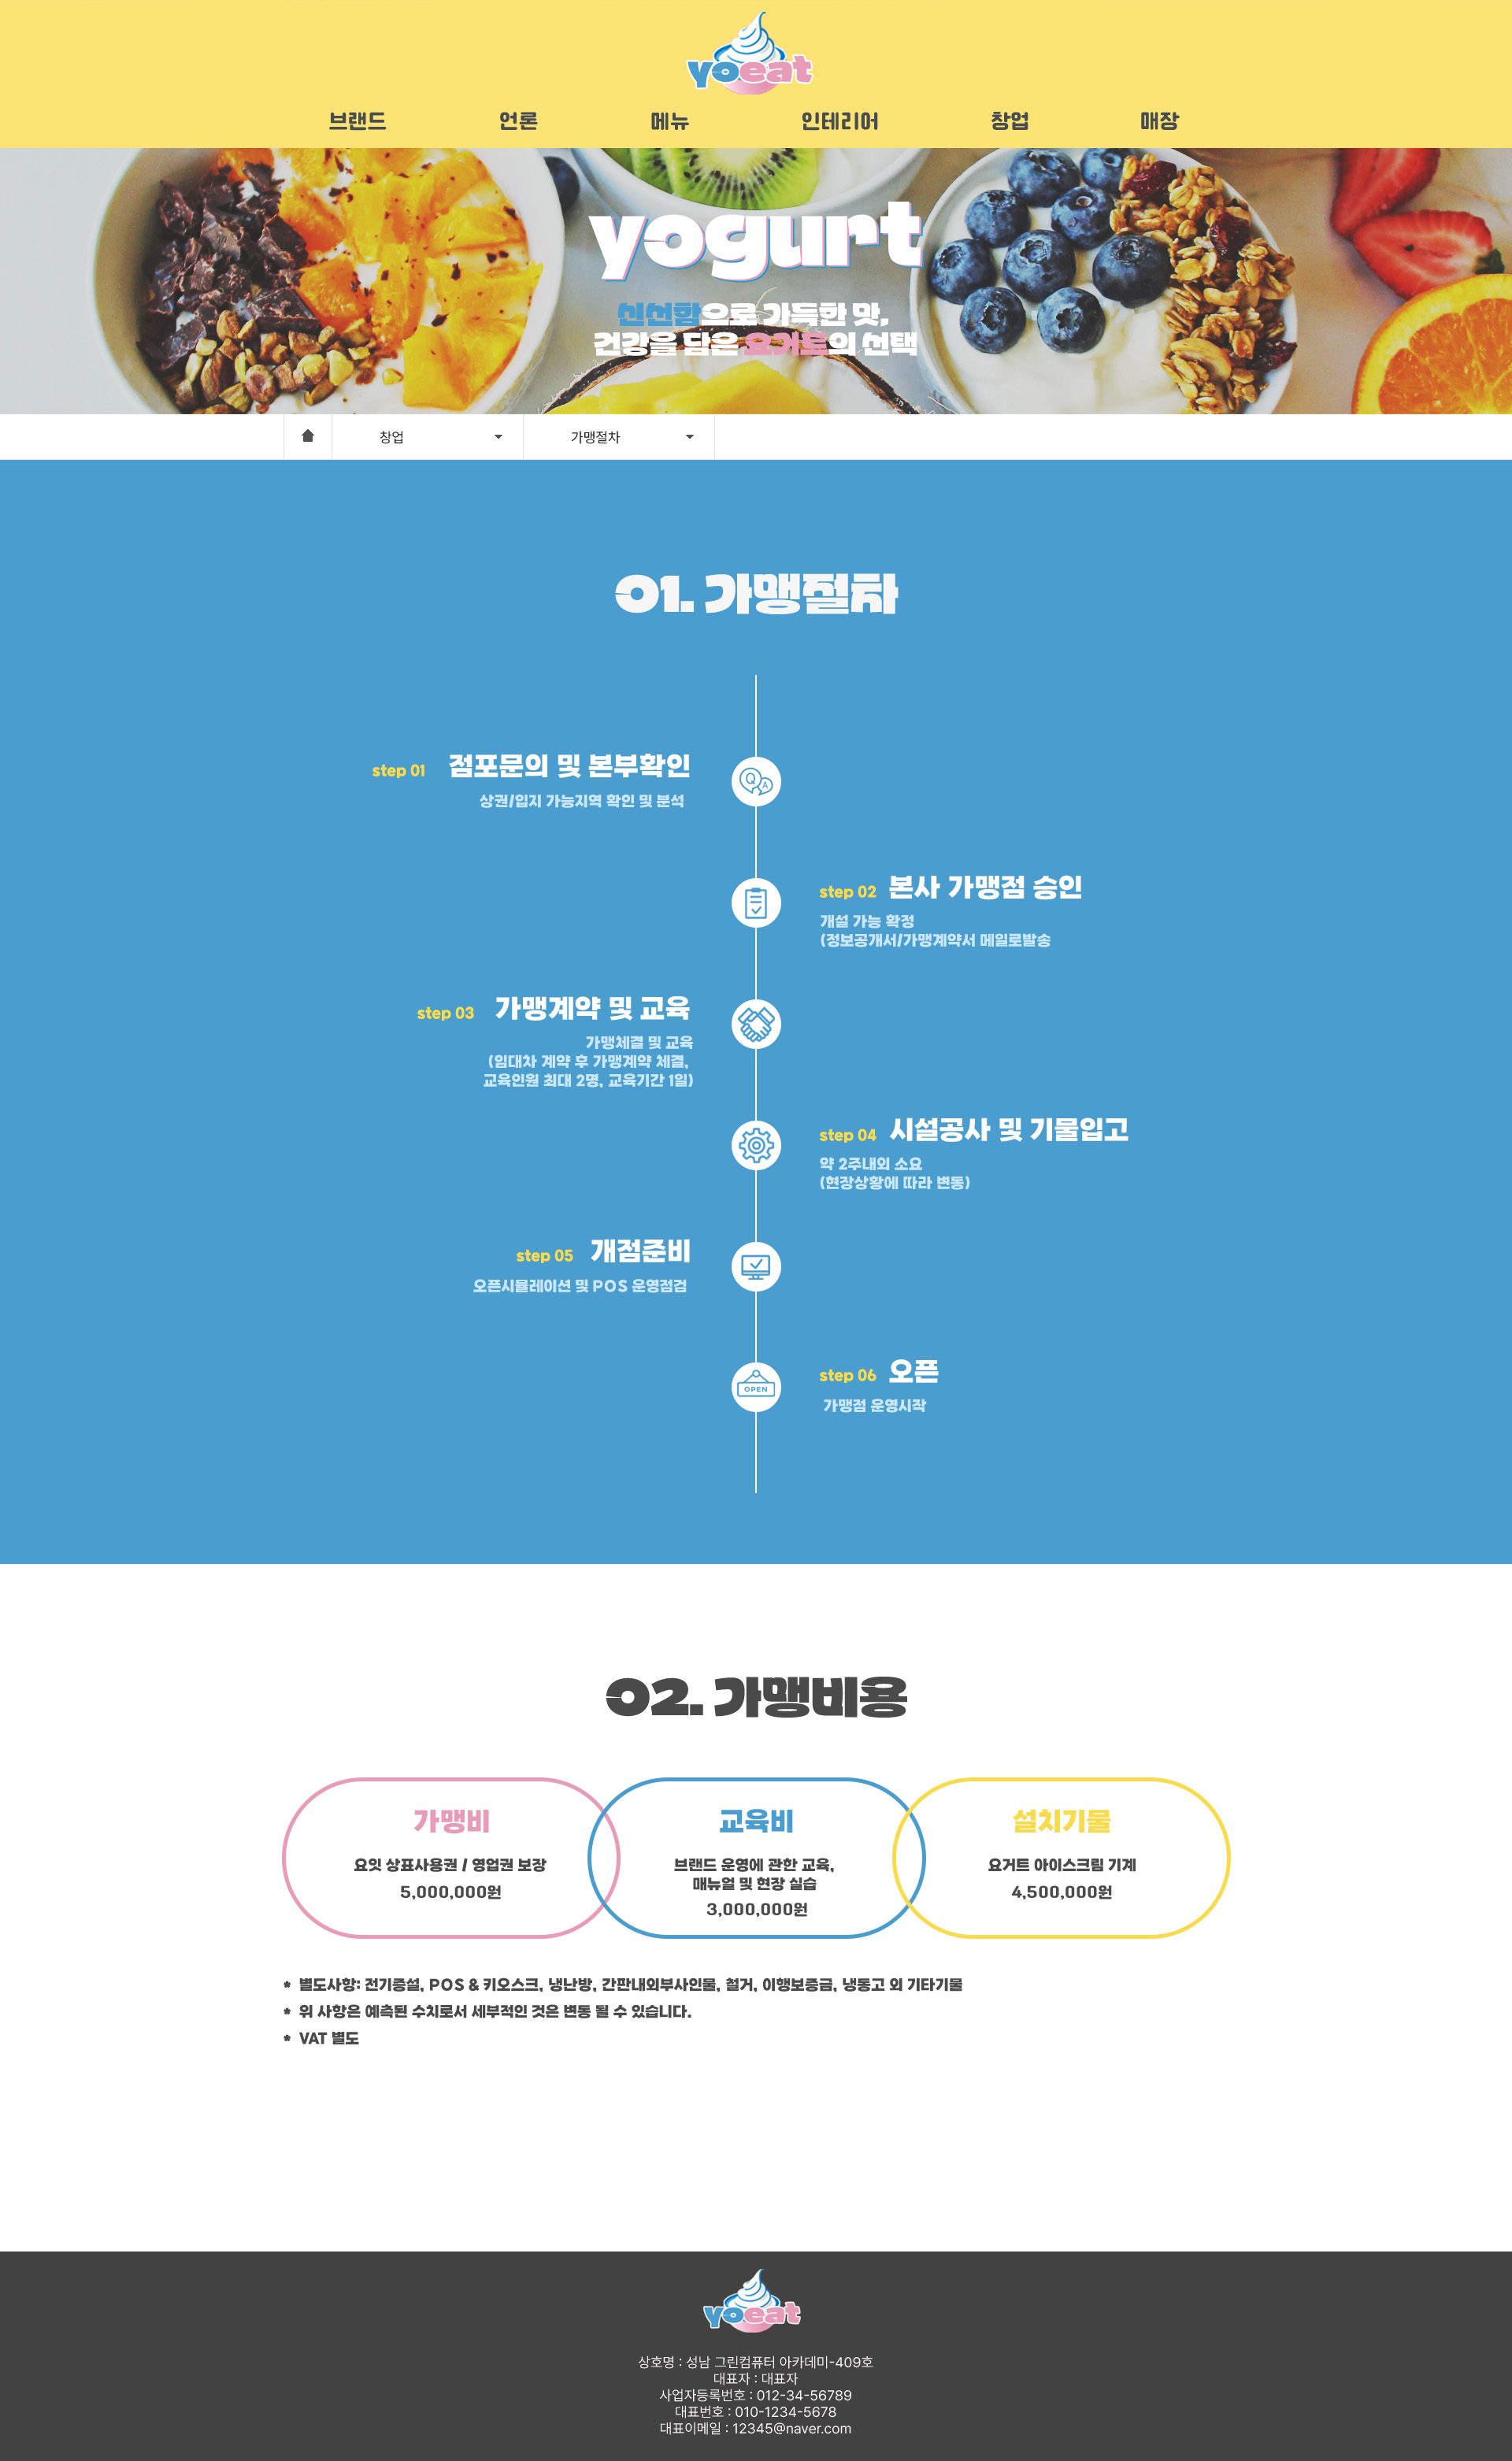 yoeat
브랜드 언론 메뉴 인테리어 창업 매장
yogurt
신선함으로 가득한 맛,
건강을 담은 요거트의 선택
창업 가맹절차
01. 가맹절차
step 01 점포문의 및 본부확인
상권/입지 가능지역 확인 및 분석
Q A
step 02 본사 가맹점 승인
개설 가능 확정
(정보공개서/가맹계약서 메일로발송
step 03 가맹계약 및 교육
가맹체결 및 교육
(임대차 계약 후 가맹계약 체결,
교육인원 최대 2명, 교육기간 1일)
step 04 시설공사 및 기물입고
약 2주내외 소요
(현장상황에 따라 변동)
step 05 개점준비
오픈시뮬레이션 및 POS 운영점검
OPEN
step 06 오픈
가맹점 운영시작
02. 가맹비용
가맹비
요잇 상표사용권 / 영업권 보장
5,000,000원
교육비
브랜드 운영에 관한 교육,
매뉴얼 및 현장 실습
3,000,000원
설치기물
요거트 아이스크림 기계
4,500,000원
* 별도사항: 전기증설, POS & 키오스크, 냉난방, 간판내외부사인물, 철거, 이행보증금, 냉동고 외 기타기물
* 위 사항은 예측된 수치로서 세부적인 것은 변동 될 수 있습니다.
* VAT 별도
yoeat
상호명 : 성남 그린컴퓨터 아카데미-409호
대표자 : 대표자
사업자등록번호 : 012-34-56789
대표번호 : 010-1234-5678
대표이메일 : 12345@naver.com